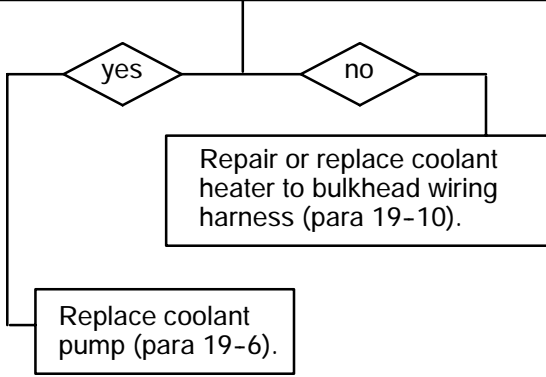 yes
no
Repair or replace coolant
heater to bulkhead wiring
harness (para 19-10).
Replace coolant
pump (para 19-6).